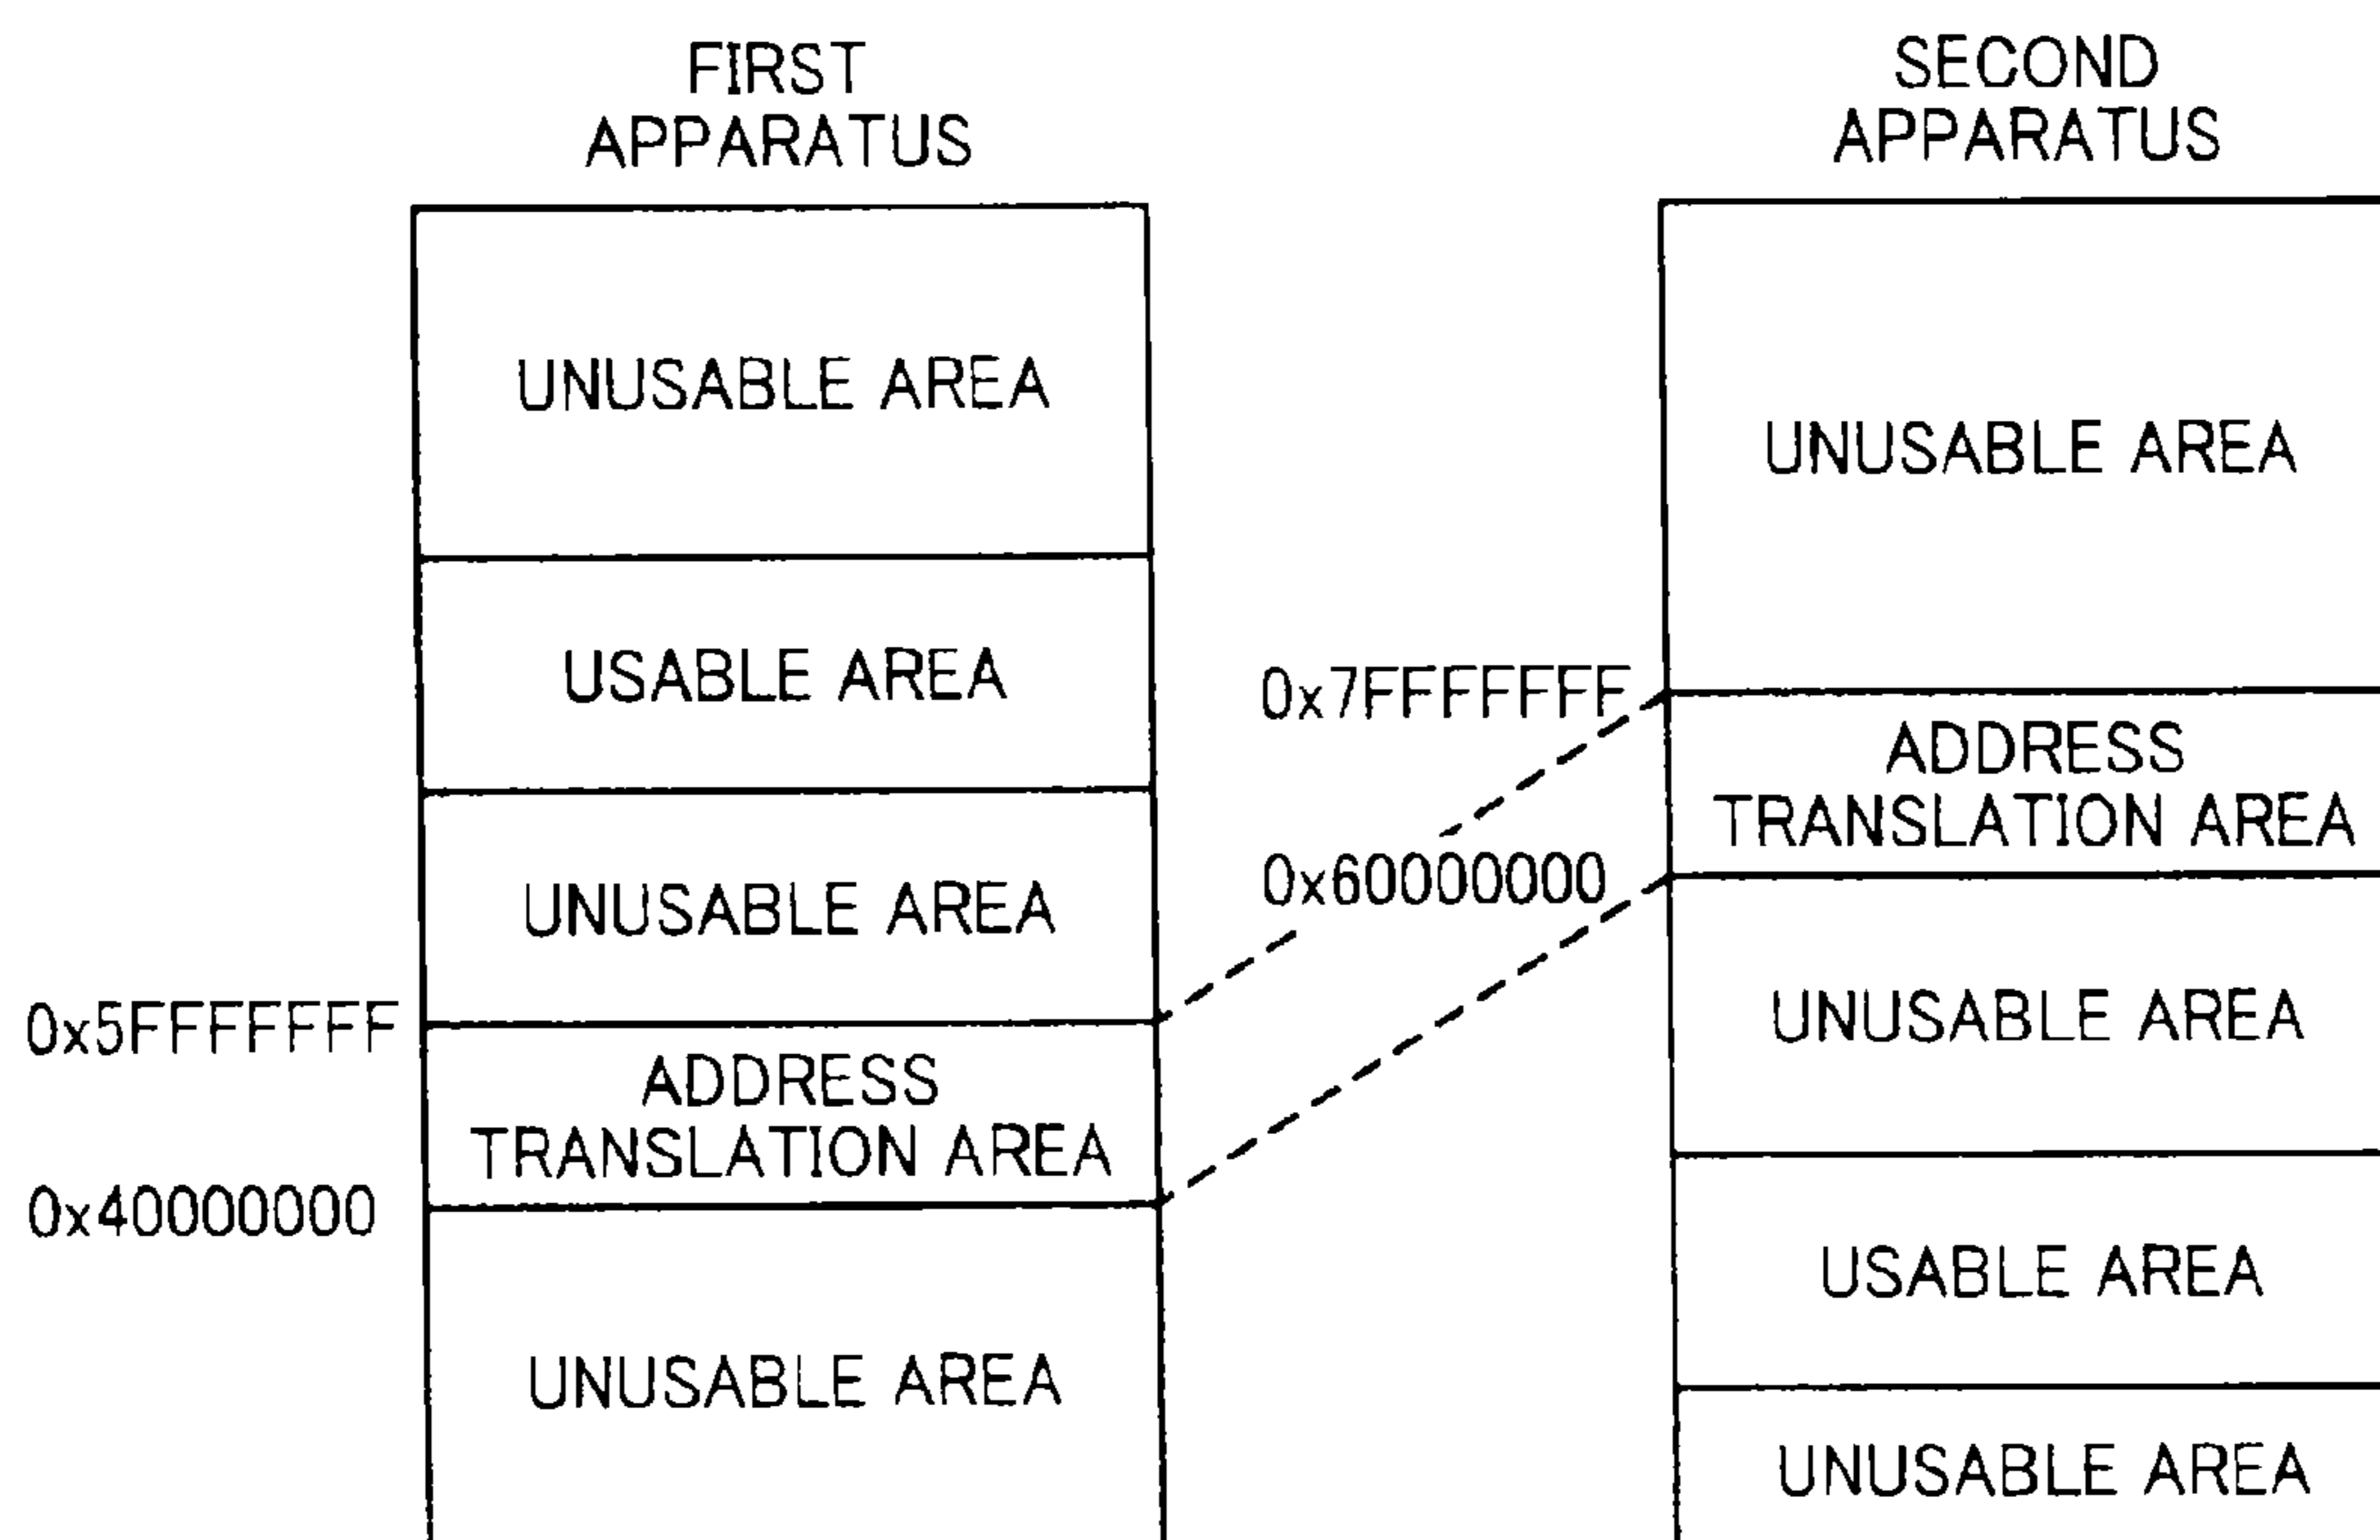 FIRST
APPARATUS
UNUSABLE AREA
USABLE AREA
UNUSABLE AREA
0x5FFFFFFF
ADDRESS
TRANSLATION AREA
0x40000000
UNUSABLE AREA
SECOND
APPARATUS
UNUSABLE AREA
0x7FFFFFFF
ADDRESS
TRANSLATION AREA
0x60000000
UNUSABLE AREA
USABLE AREA
UNUSABLE AREA